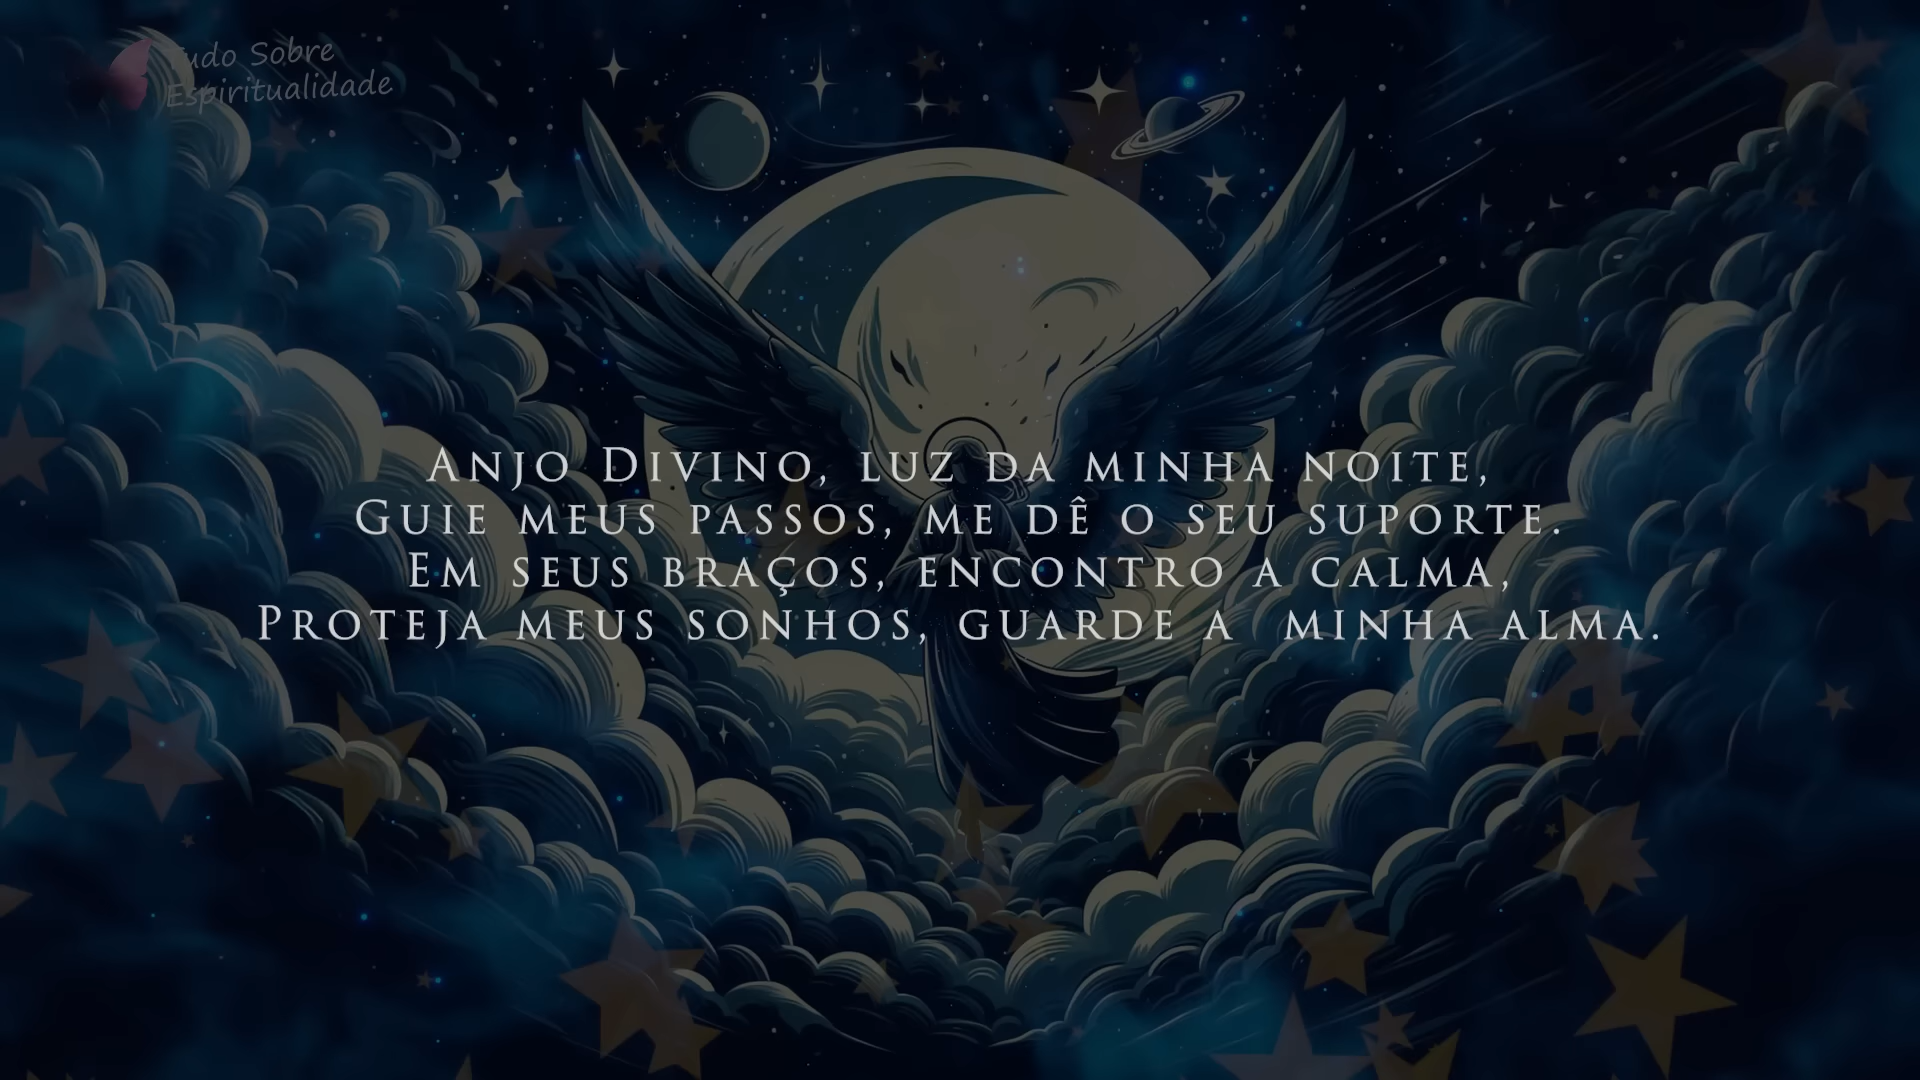 Tudo Sobre
Espiritualidade
Anjo Divino, luz da minha noite,
Guie meus passos, me dê o seu suporte.
Em seus braços, encontro a calma,
Proteja meus sonhos, guarde a minha alma.